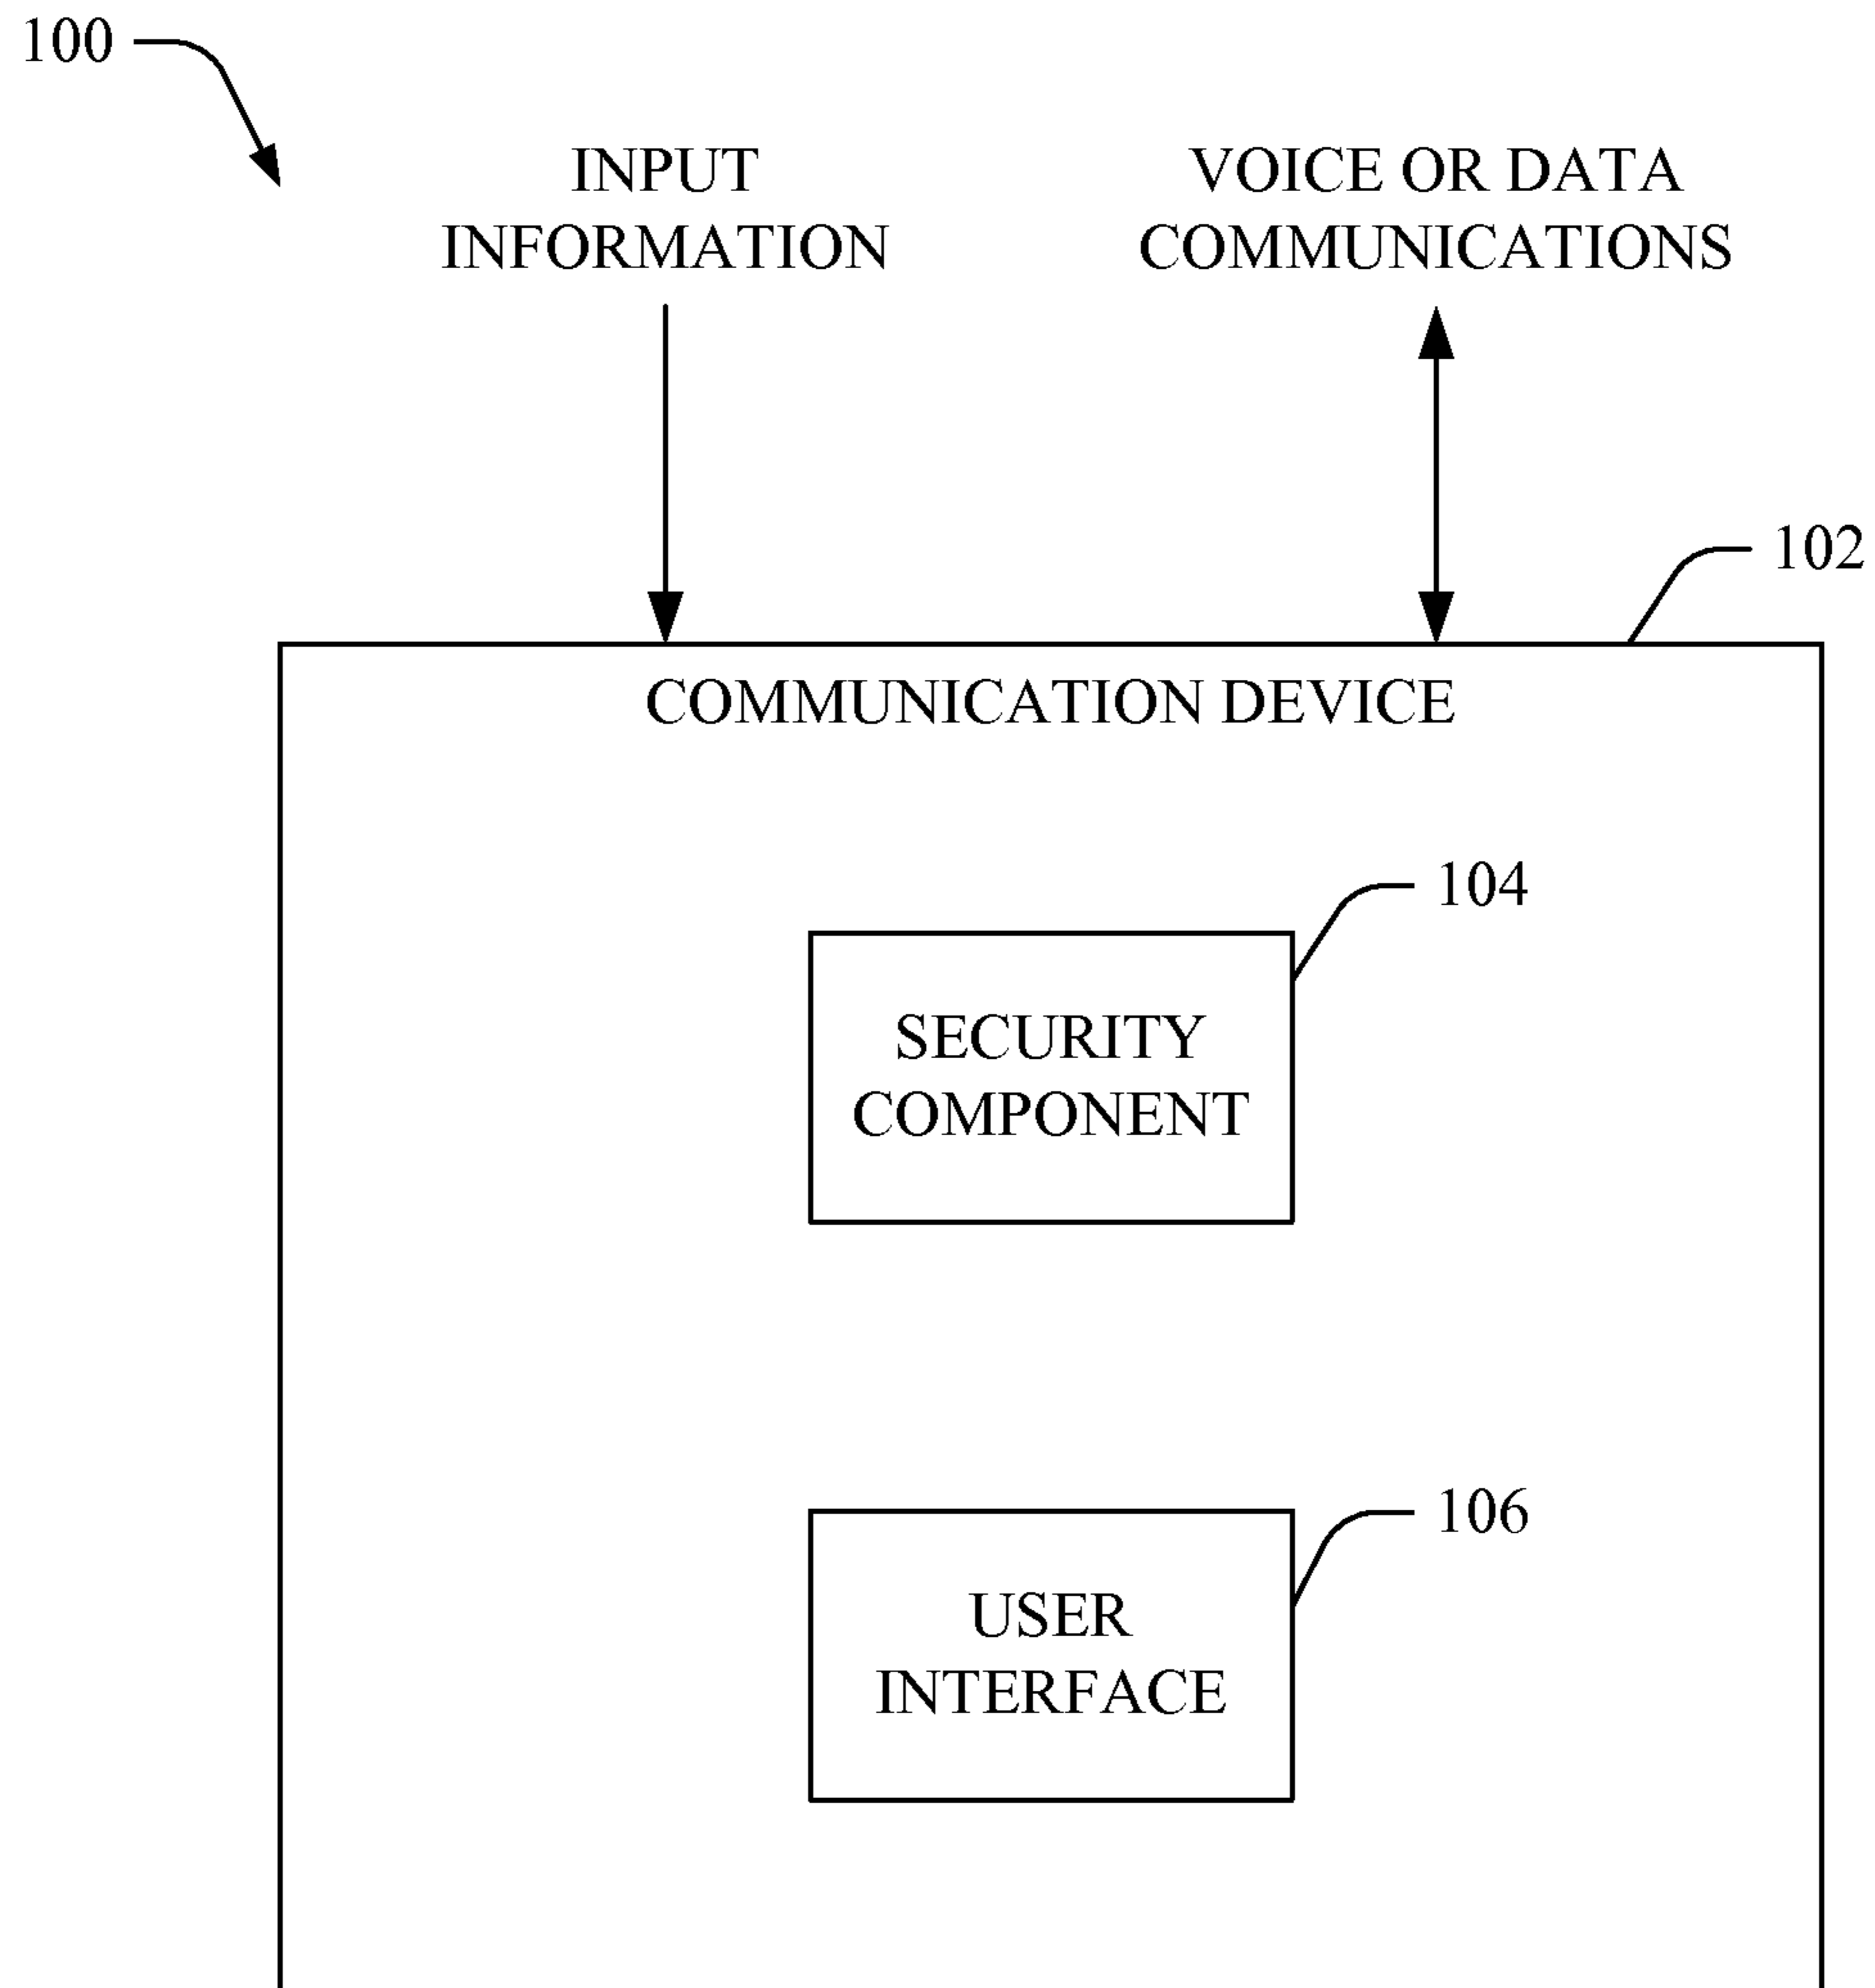 100
INPUT
INFORMATION
VOICE OR DATA
COMMUNICATIONS
102
COMMUNICATION DEVICE
104
SECURITY
COMPONENT
106
USER
INTERFACE